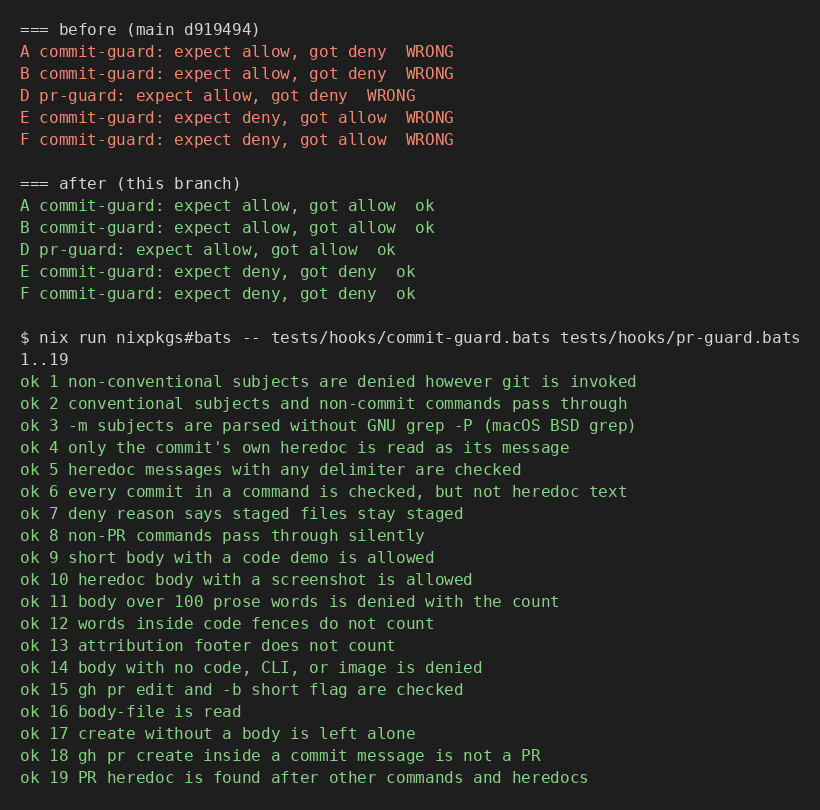 === before (main d919494)
A commit-guard: expect allow, got deny  WRONG
B commit-guard: expect allow, got deny  WRONG
D pr-guard: expect allow, got deny  WRONG
E commit-guard: expect deny, got allow  WRONG
F commit-guard: expect deny, got allow  WRONG

=== after (this branch)
A commit-guard: expect allow, got allow  ok
B commit-guard: expect allow, got allow  ok
D pr-guard: expect allow, got allow  ok
E commit-guard: expect deny, got deny  ok
F commit-guard: expect deny, got deny  ok

$ nix run nixpkgs#bats -- tests/hooks/commit-guard.bats tests/hooks/pr-guard.bats
1..19
ok 1 non-conventional subjects are denied however git is invoked
ok 2 conventional subjects and non-commit commands pass through
ok 3 -m subjects are parsed without GNU grep -P (macOS BSD grep)
ok 4 only the commit's own heredoc is read as its message
ok 5 heredoc messages with any delimiter are checked
ok 6 every commit in a command is checked, but not heredoc text
ok 7 deny reason says staged files stay staged
ok 8 non-PR commands pass through silently
ok 9 short body with a code demo is allowed
ok 10 heredoc body with a screenshot is allowed
ok 11 body over 100 prose words is denied with the count
ok 12 words inside code fences do not count
ok 13 attribution footer does not count
ok 14 body with no code, CLI, or image is denied
ok 15 gh pr edit and -b short flag are checked
ok 16 body-file is read
ok 17 create without a body is left alone
ok 18 gh pr create inside a commit message is not a PR
ok 19 PR heredoc is found after other commands and heredocs